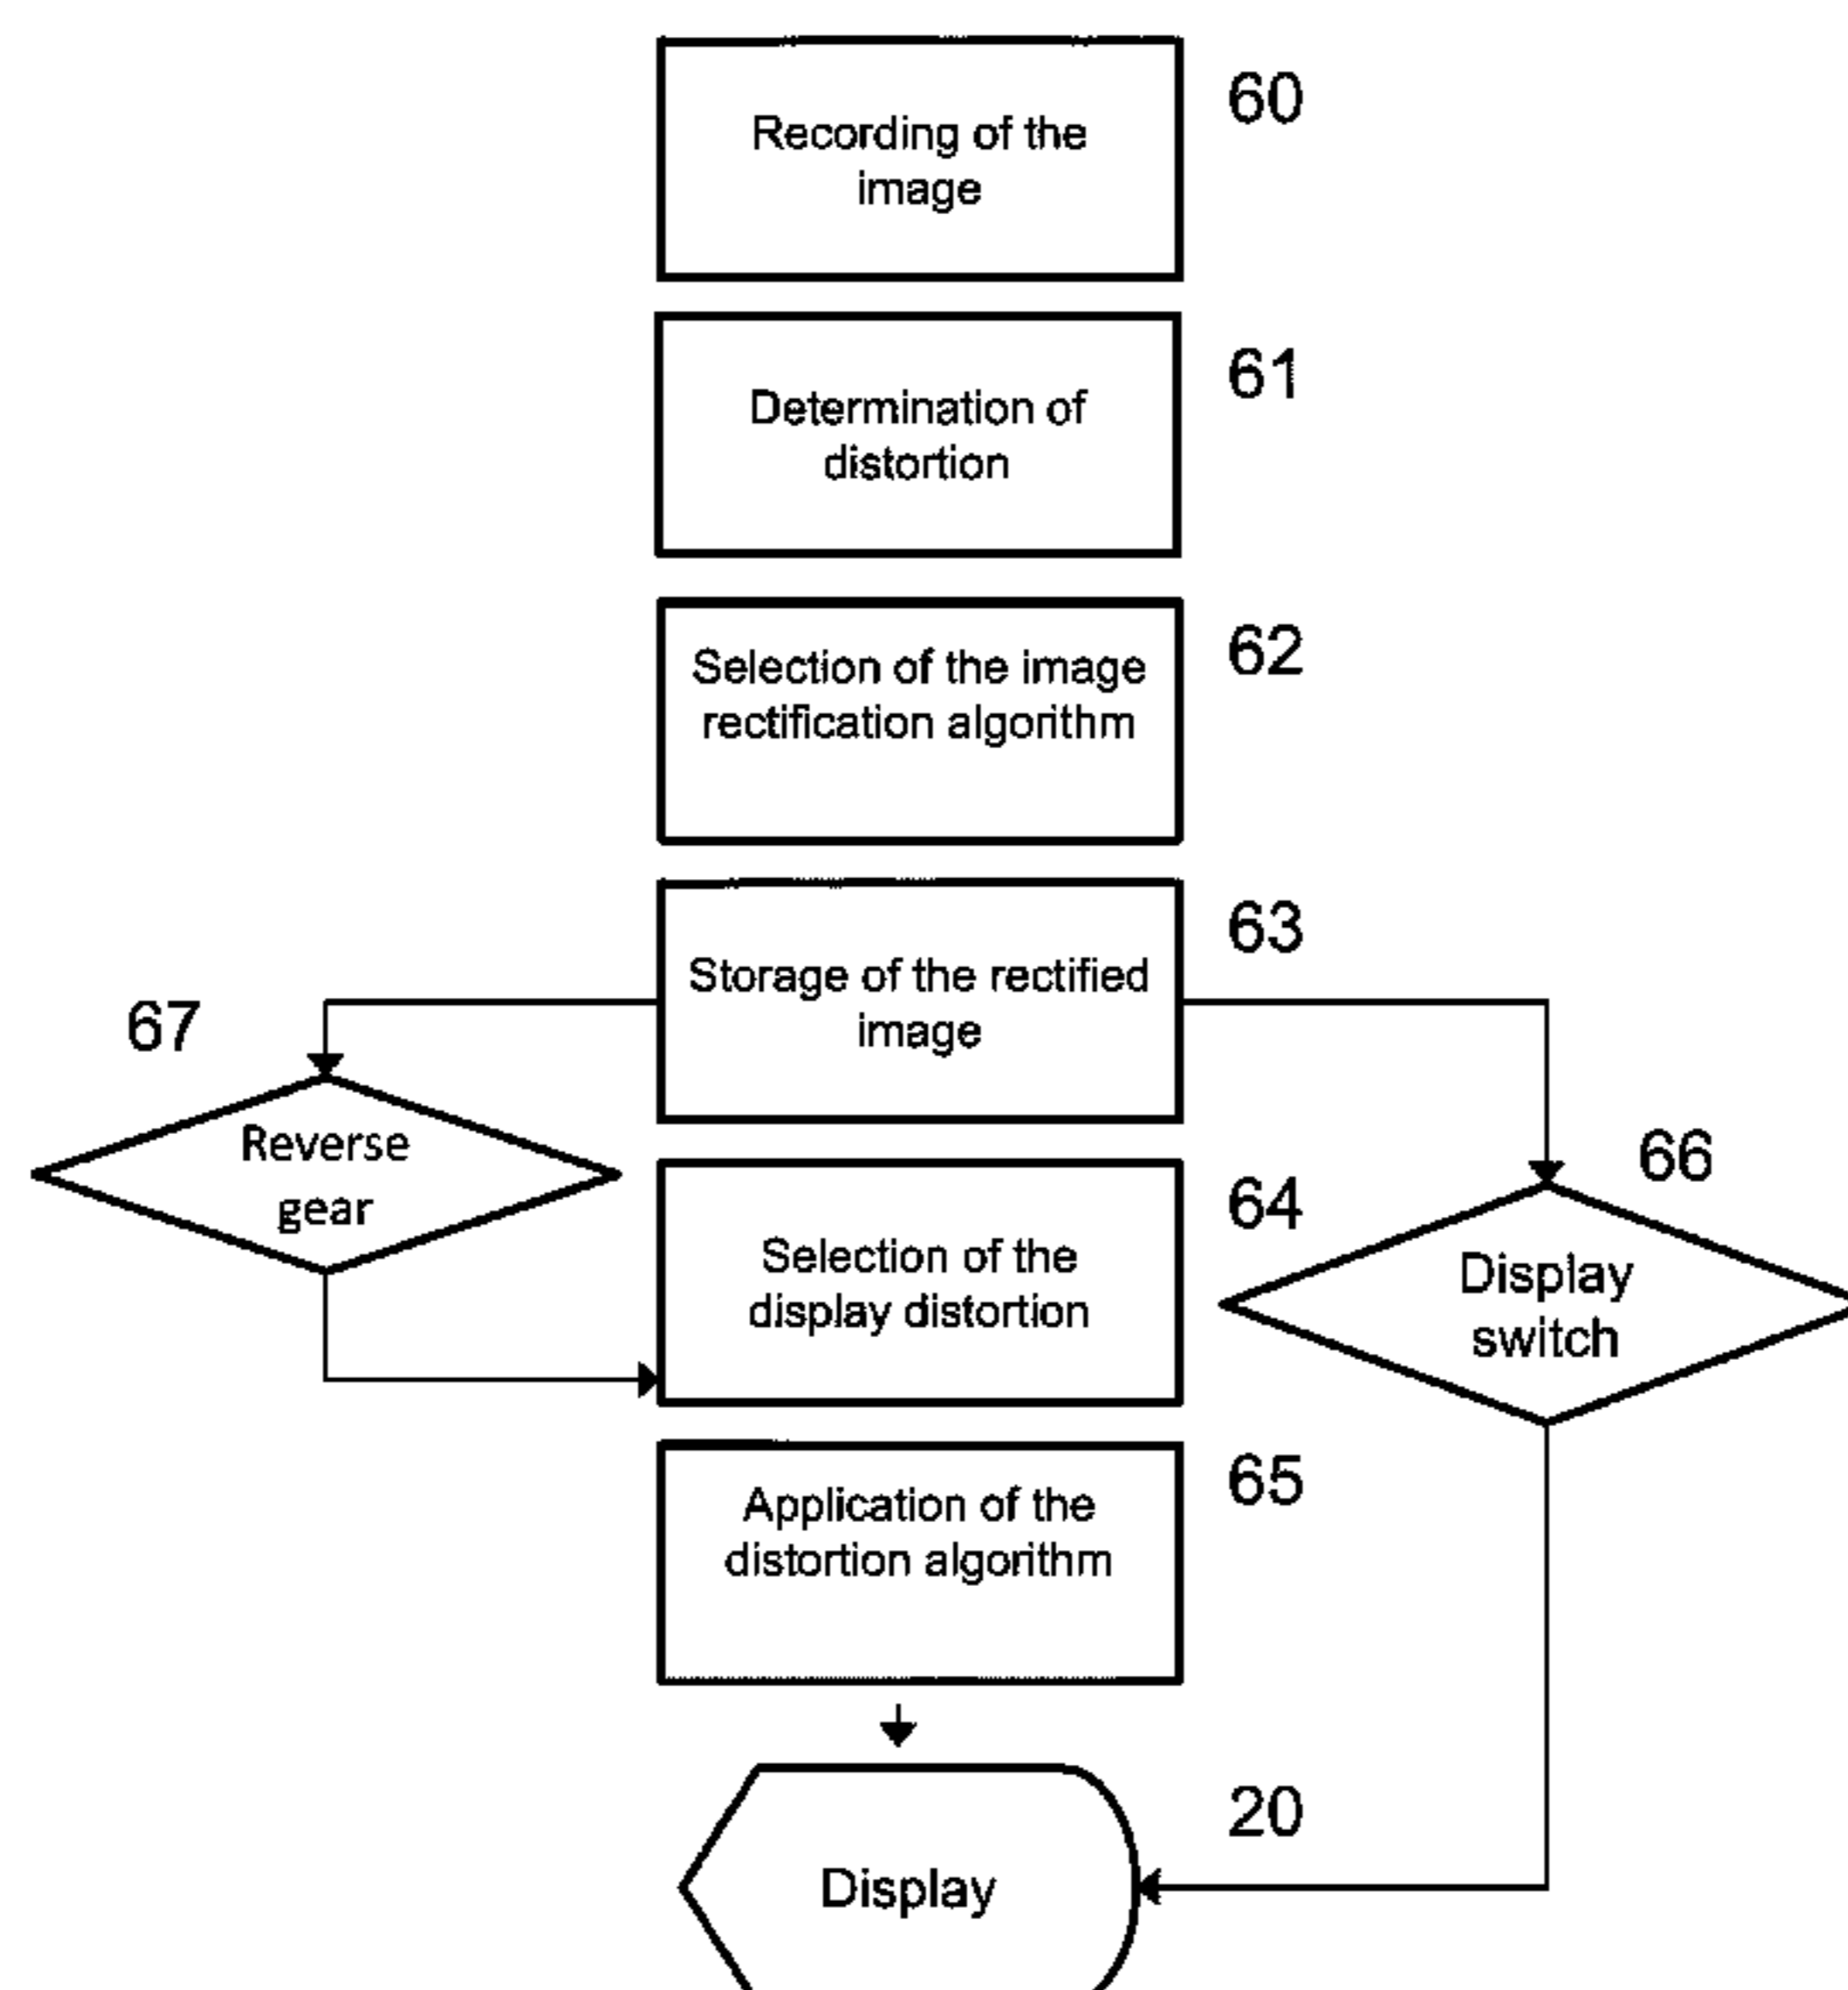 60
Recording of the
image
61
Determination of
distortion
62
Selection of the image
rectification algorithm
63
Storage of the rectified
image
67
Reverse
gear
64
Selection of the
display distortion
66
Display
switch
65
Application of the
distortion algorithm
20
Display